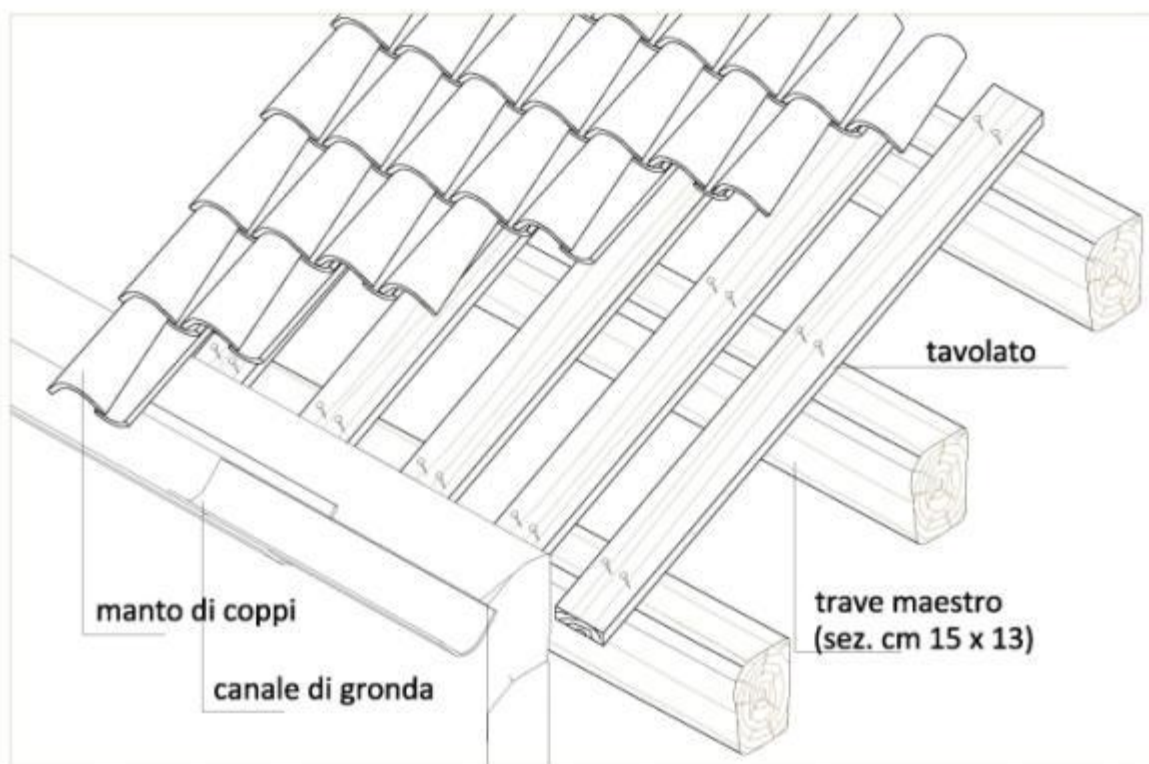 tavolato
manto di coppi
trave maestro
(sez. cm 15 x 13)
canale di gronda